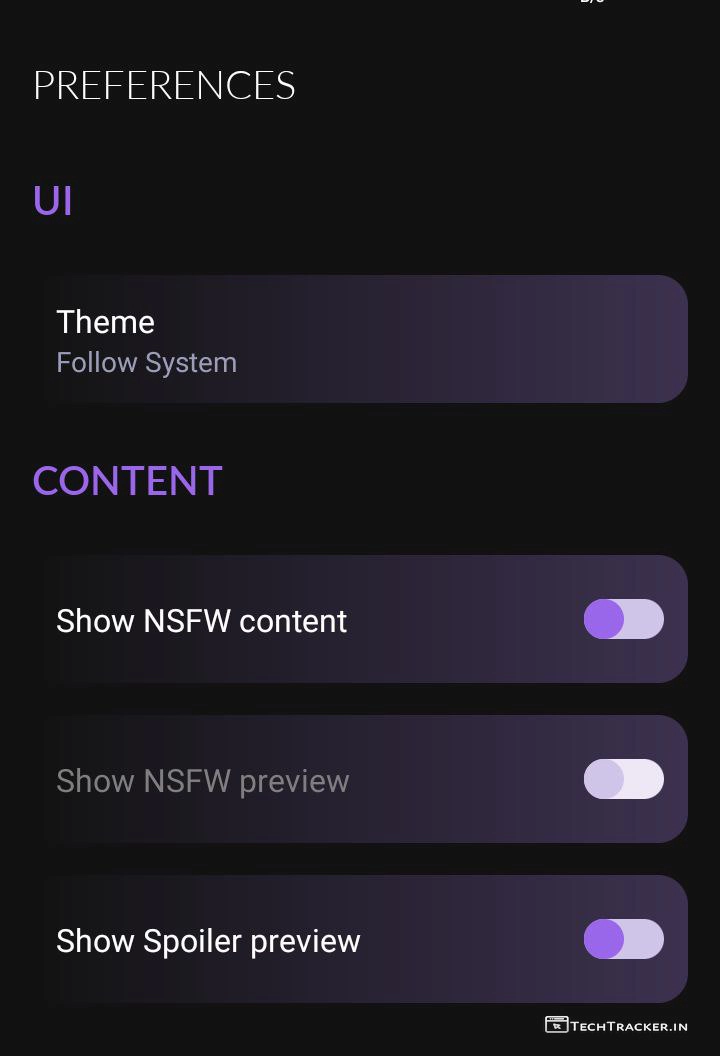 PREFERENCES
UI
Theme
Follow System
CONTENT
Show NSFW content
Show NSFW preview
Show Spoiler preview
TECHTRACKER.IN